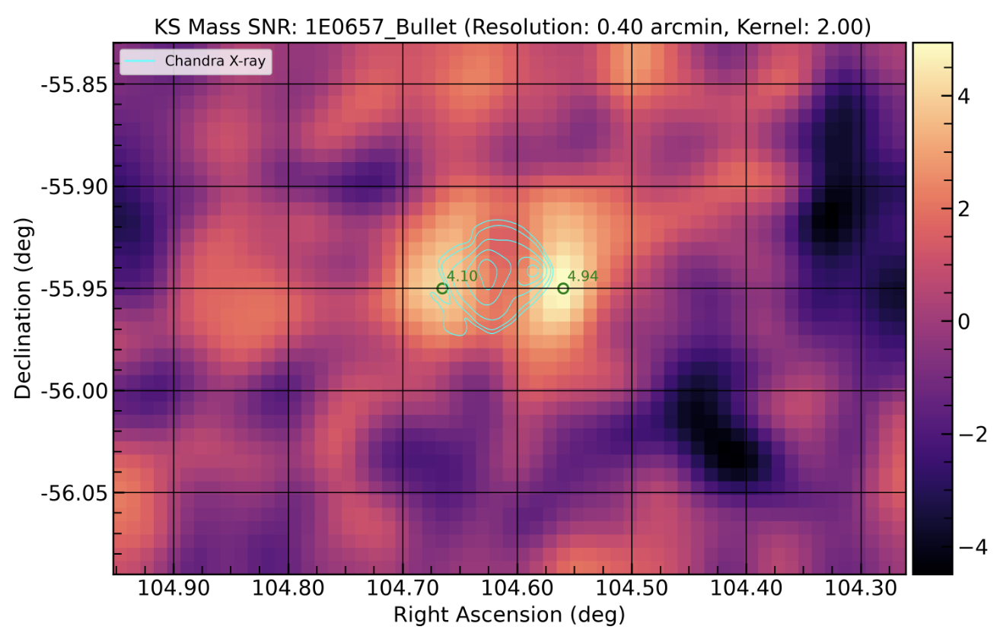 KS Mass SNR: 1E0657_Bullet (Resolution: 0.40 arcmin, Kernel: 2.00)
Chandra X-ray
-55.85
-55.90
-55.95
-56.00
-56.05
Declination (deg)
4.10
4.94
104.90 104.80 104.70 104.60 104.50 104.40 104.30
Right Ascension (deg)
4
2
0
−2
−4